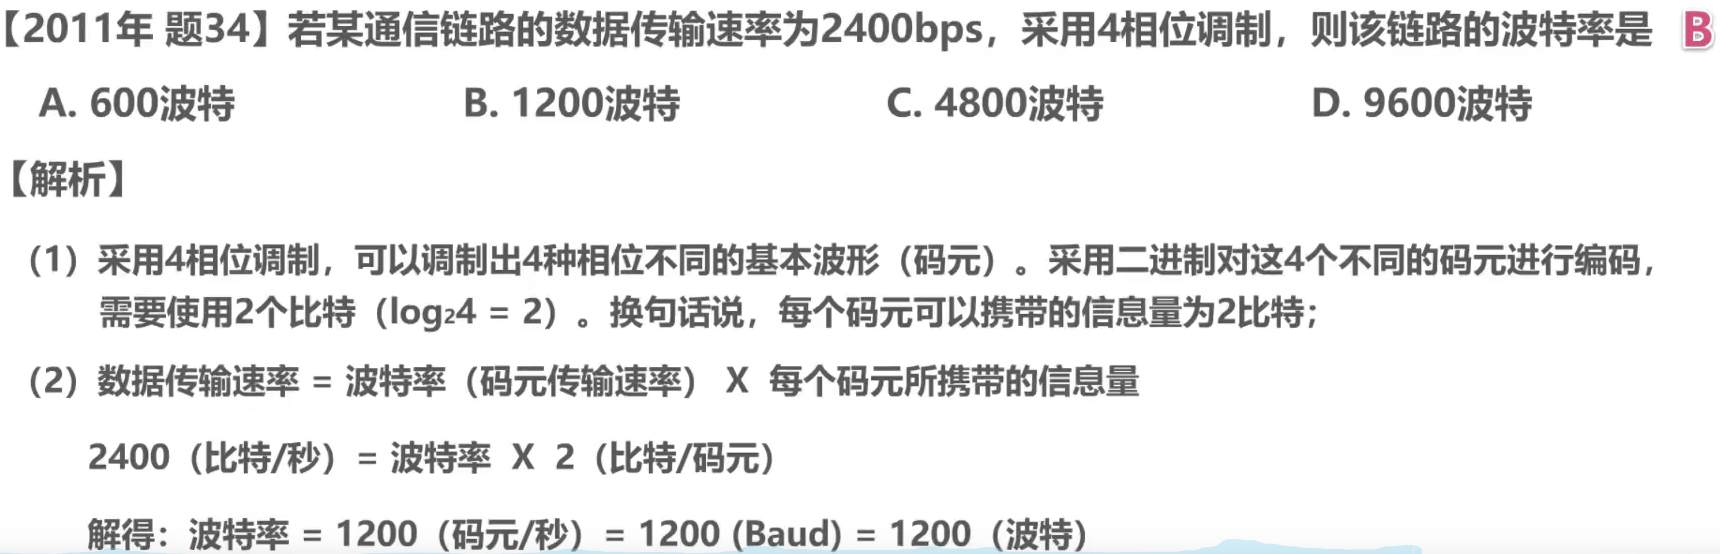 【2011年 题34】若某通信链路的数据传输速率为2400bps，采用4相位调制，则该链路的波特率是 B
A. 600波特 B. 1200波特 C. 4800波特 D. 9600波特
【解析】
（1）采用4相位调制，可以调制出4种相位不同的基本波形（码元）。采用二进制对这4个不同的码元进行编码，
需要使用2个比特（log₂4 = 2）。换句话说，每个码元可以携带的信息量为2比特；
（2）数据传输速率 = 波特率（码元传输速率） X 每个码元所携带的信息量
2400（比特/秒）= 波特率 X 2（比特/码元）
解得：波特率 = 1200（码元/秒）= 1200 (Baud) = 1200（波特）